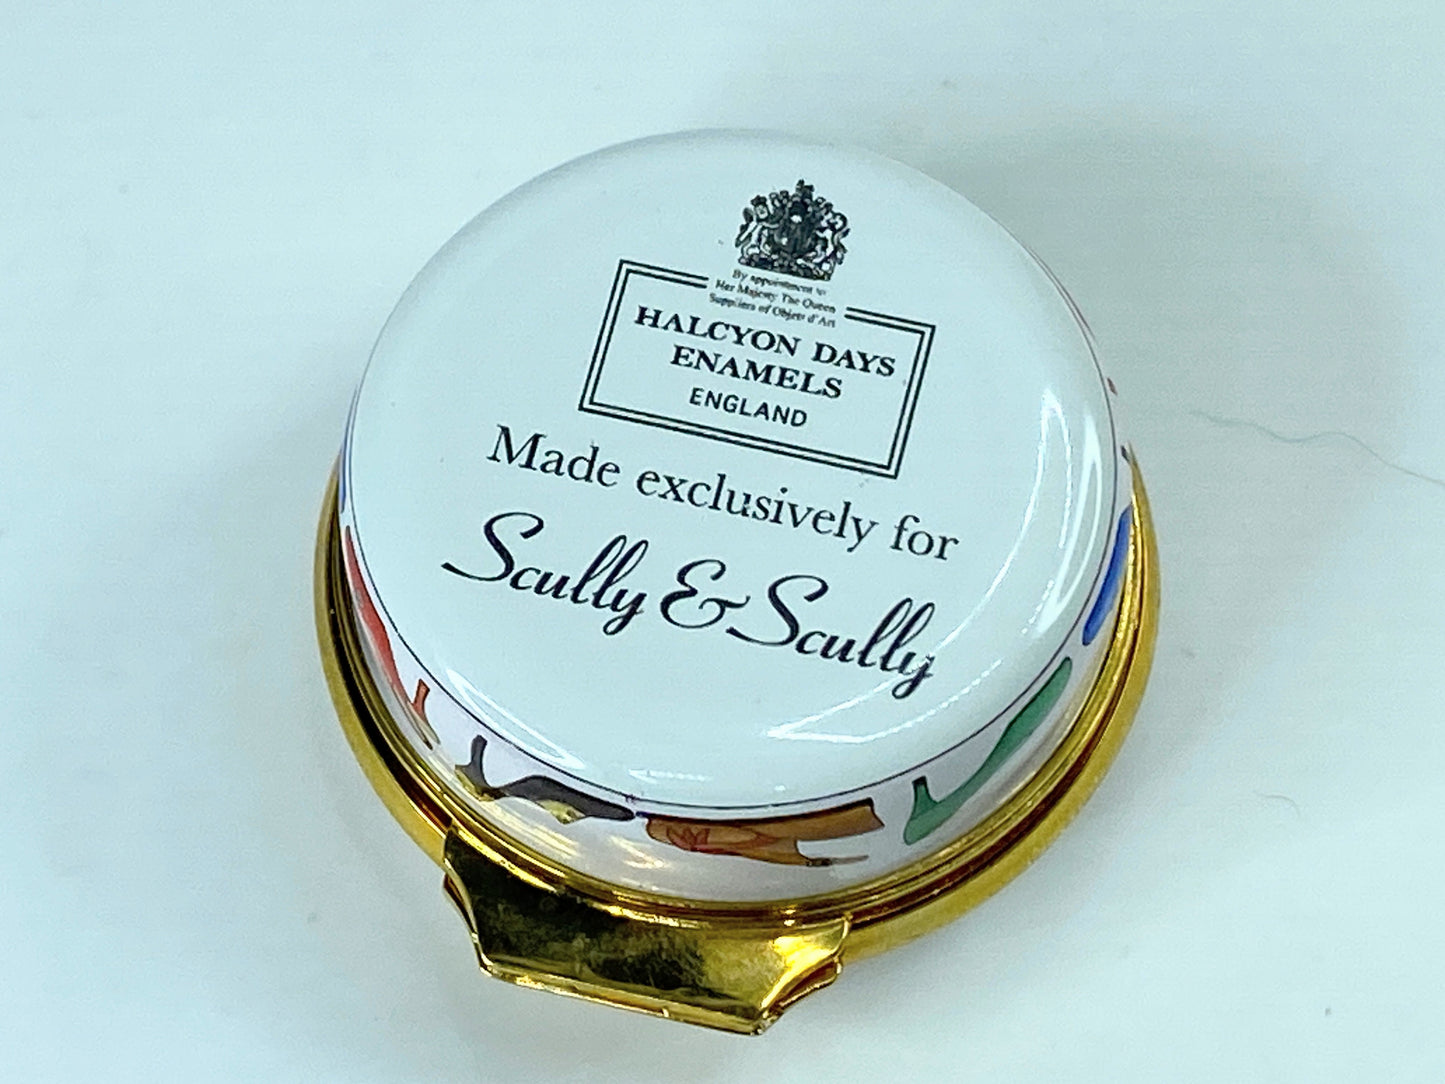 By appointment to
Her Majesty The Queen
Suppliers of Objets d'Art
HALCYON DAYS
ENAMELS
ENGLAND
Made exclusively for
Scully & Scully